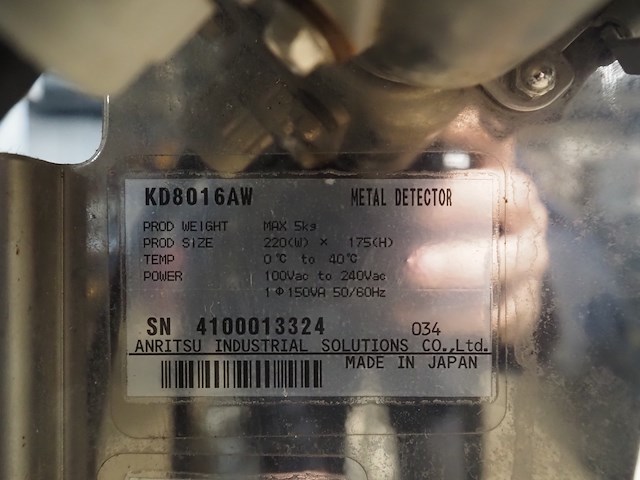 KD8016AW METAL DETECTOR
PROD WEIGHT MAX 5kg
PROD SIZE 220(W) × 175(H)
TEMP 0℃ to 40℃
POWER 100Vac to 240Vac
1Φ150VA 50/60Hz
SN 4100013324 034
ANRITSU INDUSTRIAL SOLUTIONS CO.,Ltd.
MADE IN JAPAN